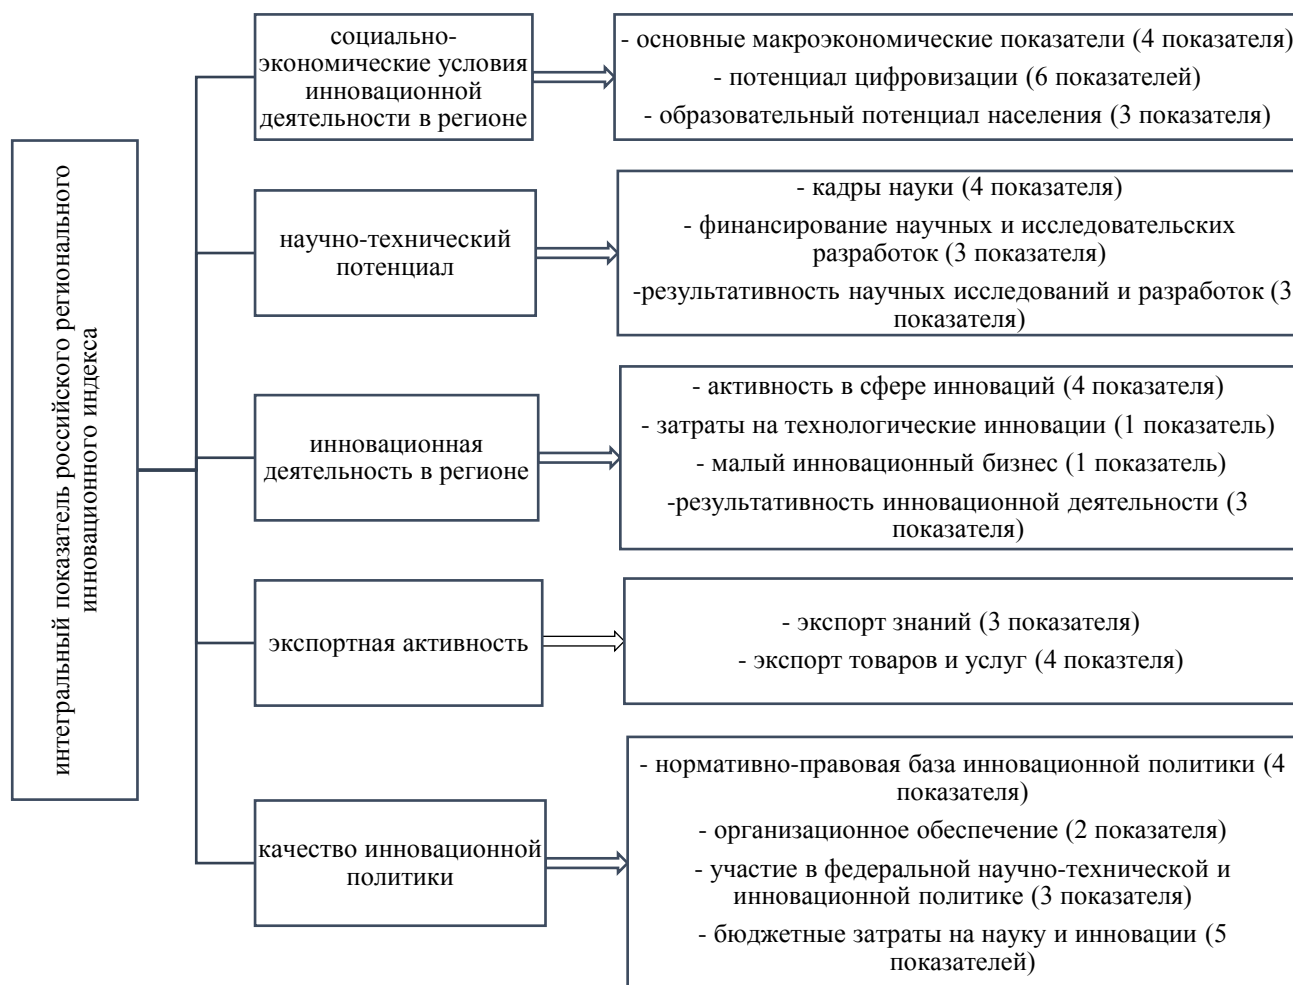 интегральный показатель российского регионального
инновационного индекса
социально-
экономические условия
инновационной
деятельности в регионе
- основные макроэкономические показатели (4 показателя)
- потенциал цифровизации (6 показателей)
- образовательный потенциал населения (3 показателя)
научно-технический
потенциал
- кадры науки (4 показателя)
- финансирование научных и исследовательских
разработок (3 показателя)
-результативность научных исследований и разработок (3
показателя)
инновационная
деятельность в регионе
- активность в сфере инноваций (4 показателя)
- затраты на технологические инновации (1 показатель)
- малый инновационный бизнес (1 показатель)
-результативность инновационной деятельности (3
показателя)
экспортная активность
- экспорт знаний (3 показателя)
- экспорт товаров и услуг (4 показтеля)
качество инновационной
политики
- нормативно-правовая база инновационной политики (4
показателя)
- организационное обеспечение (2 показателя)
- участие в федеральной научно-технической и
инновационной политике (3 показателя)
- бюджетные затраты на науку и инновации (5
показателей)